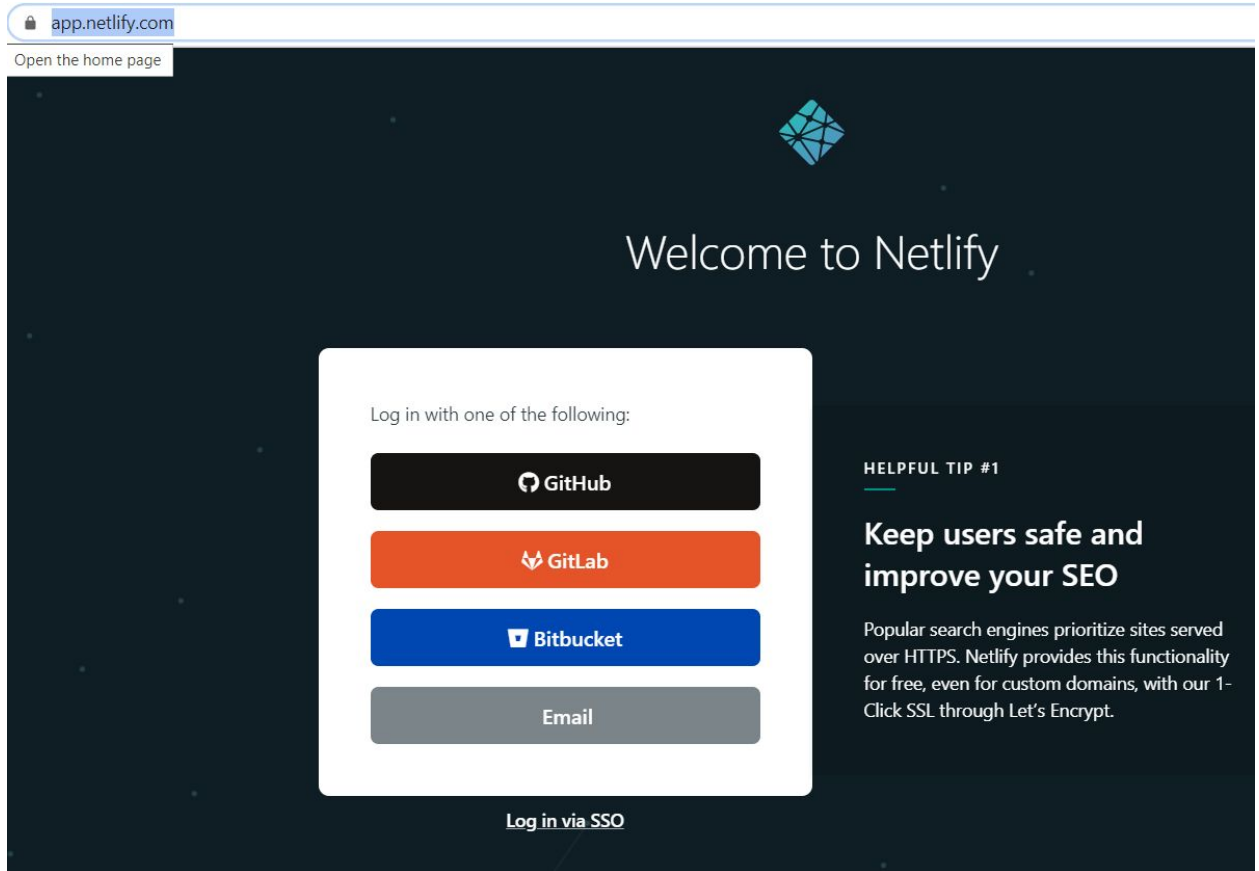 app.netlify.com
Open the home page
Welcome to Netlify
Log in with one of the following:
GitHub
GitLab
Bitbucket
Email
Log in via SSO
HELPFUL TIP #1
Keep users safe and
improve your SEO
Popular search engines prioritize sites served
over HTTPS. Netlify provides this functionality
for free, even for custom domains, with our 1-
Click SSL through Let’s Encrypt.